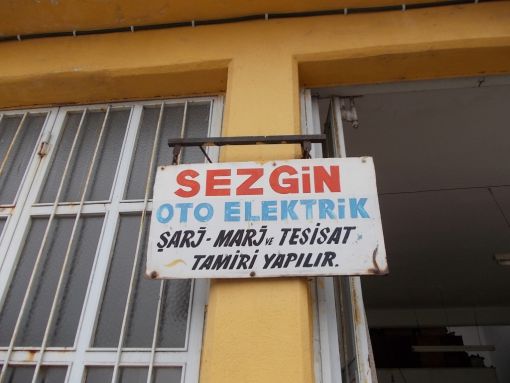 SEZGİN
OTO ELEKTRİK
ŞARJ - MARJ ve TESİSAT
TAMİRİ YAPILIR.